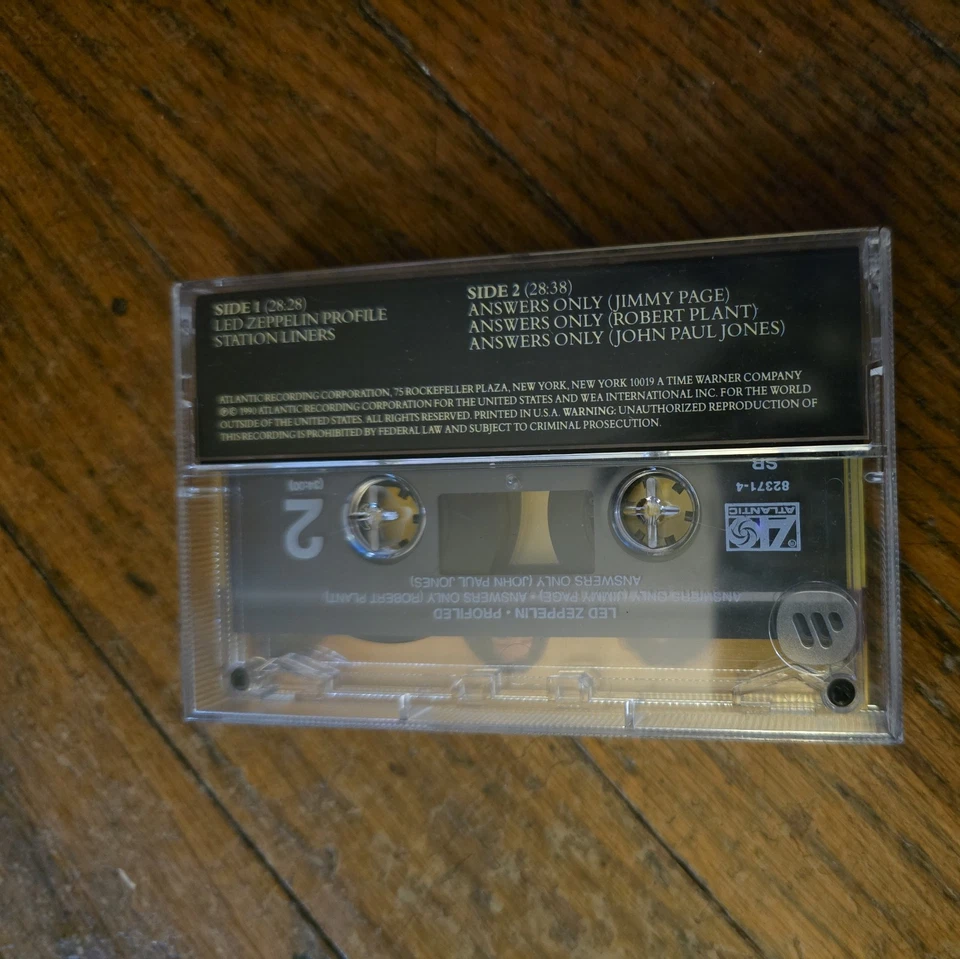 SIDE 1 (28:28)
LED ZEPPELIN PROFILE
STATION LINERS
SIDE 2 (28:38)
ANSWERS ONLY (JIMMY PAGE)
ANSWERS ONLY (ROBERT PLANT)
ANSWERS ONLY (JOHN PAUL JONES)
ATLANTIC RECORDING CORPORATION, 75 ROCKEFELLER PLAZA, NEW YORK, NEW YORK 10019 A TIME WARNER COMPANY
℗© 1990 ATLANTIC RECORDING CORPORATION FOR THE UNITED STATES AND WEA INTERNATIONAL INC. FOR THE WORLD
OUTSIDE OF THE UNITED STATES. ALL RIGHTS RESERVED. PRINTED IN U.S.A. WARNING: UNAUTHORIZED REPRODUCTION OF
THIS RECORDING IS PROHIBITED BY FEDERAL LAW AND SUBJECT TO CRIMINAL PROSECUTION.
LED ZEPPELIN • PROFILED
ANSWERS ONLY (JIMMY PAGE) • ANSWERS ONLY (ROBERT PLANT)
ANSWERS ONLY (JOHN PAUL JONES)
ATLANTIC®
82371-4
SR
2